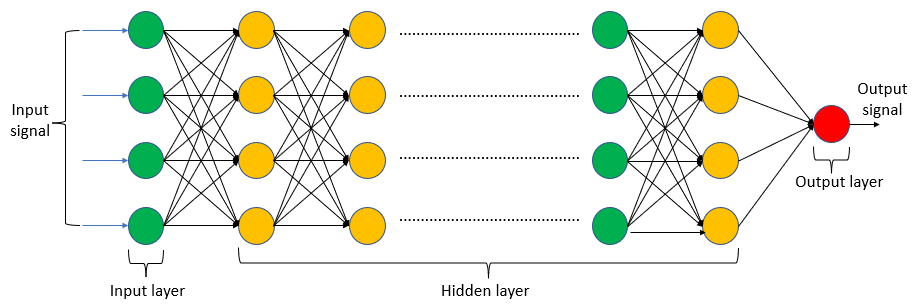 Input
signal
Output
signal
Output layer
Input layer
Hidden layer